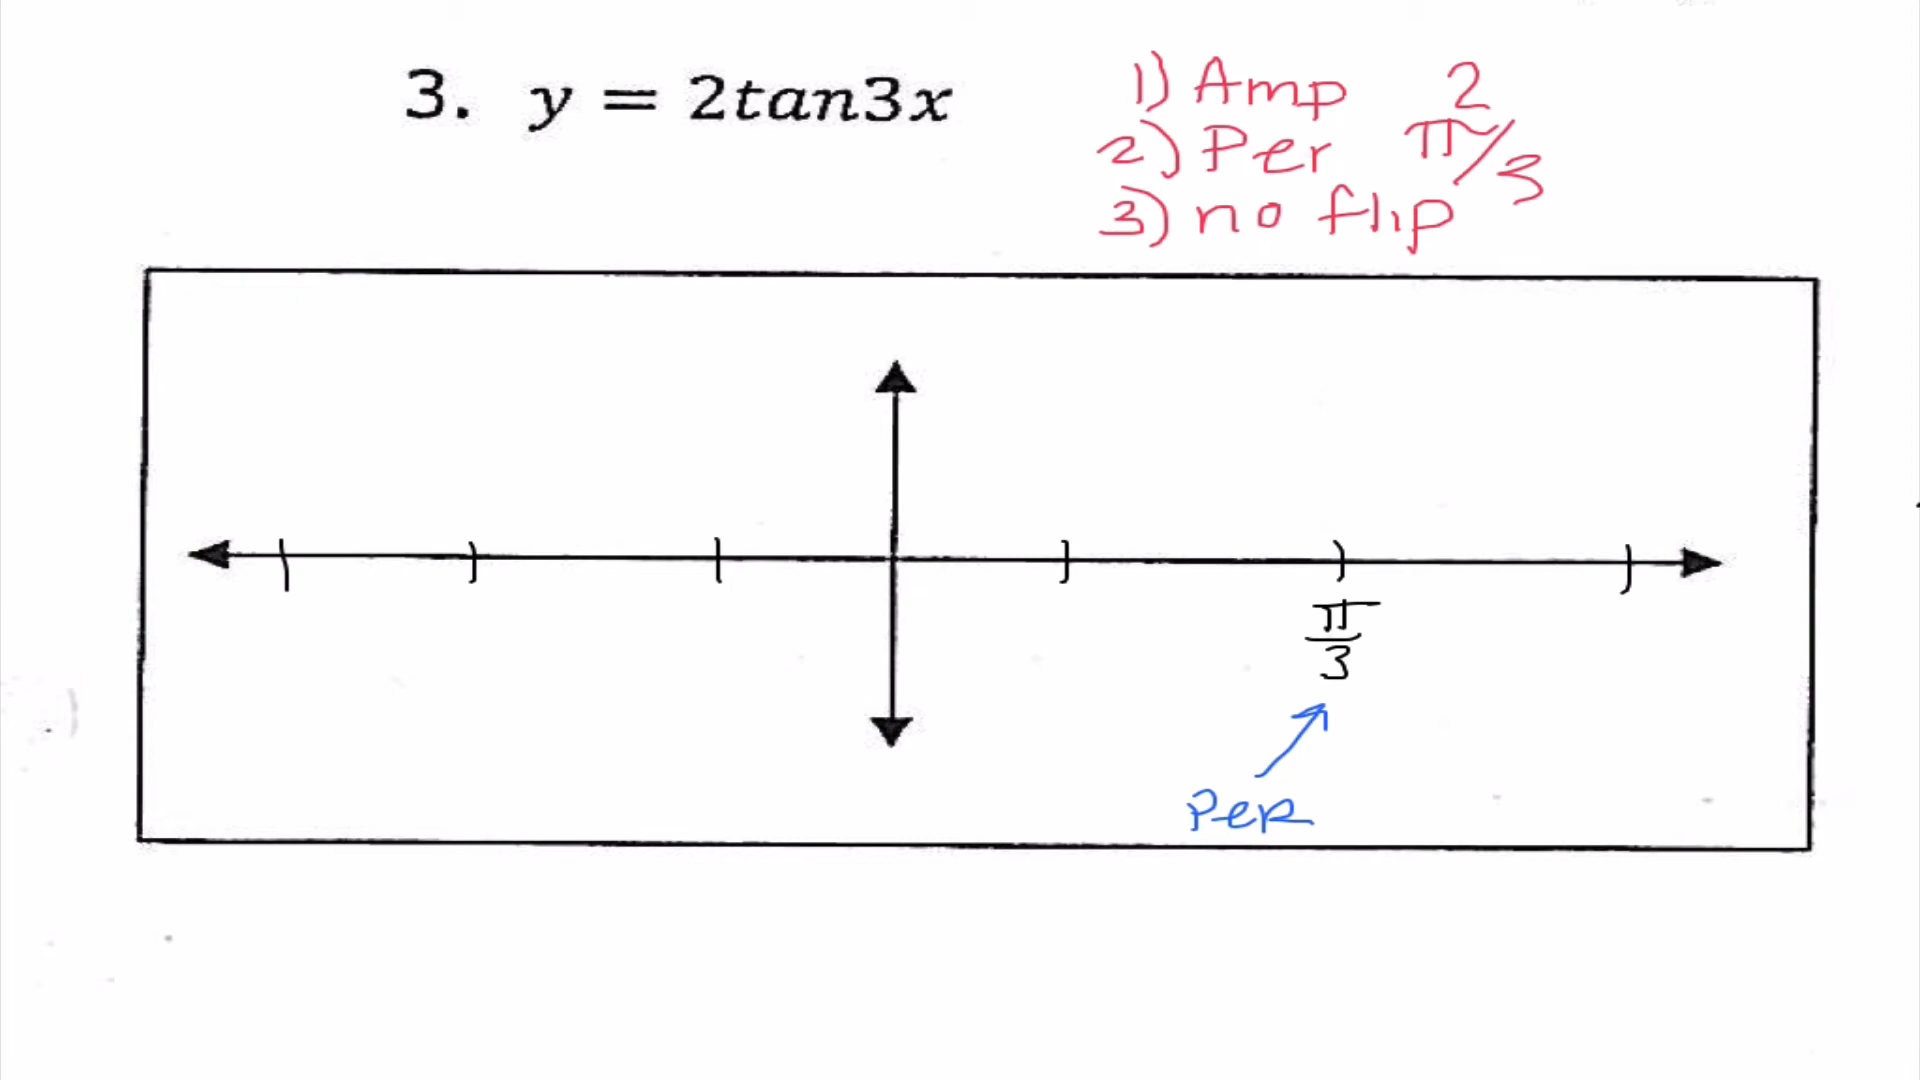 3. y = 2tan3x
1) Amp 2
2) Per π/3
3) no flip
π
3
Per